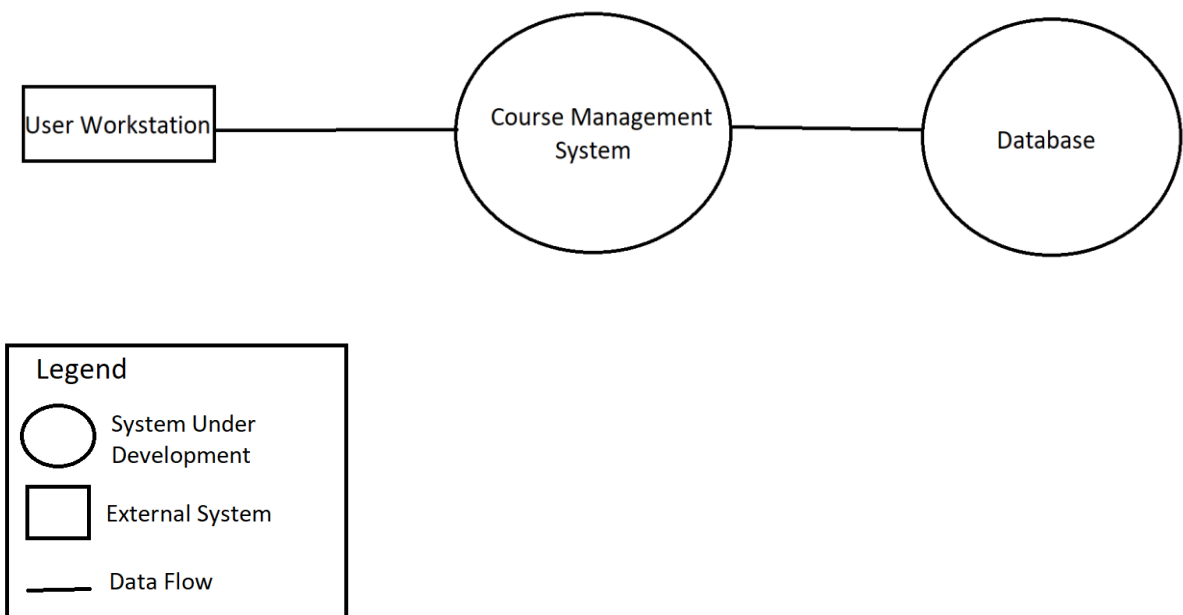 User Workstation
Course Management
System
Database
Legend
System Under
Development
External System
Data Flow